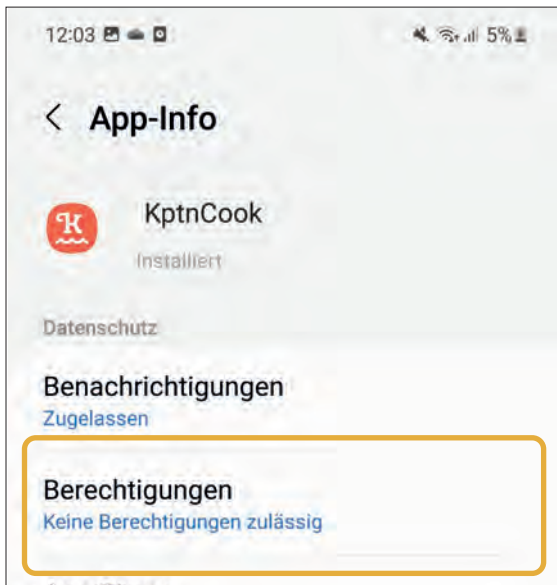 12:03 5%
App-Info
KptnCook
Installiert
Datenschutz
Benachrichtigungen
Zugelassen
Berechtigungen
Keine Berechtigungen zulässig